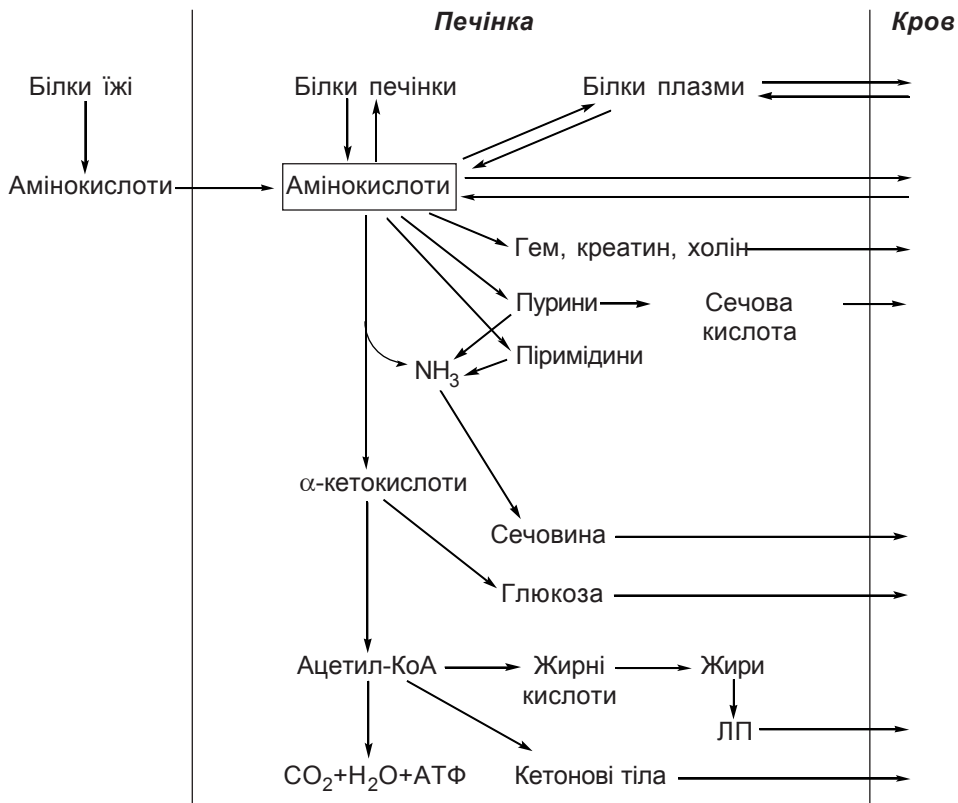 Печінка Кров
Білки їжі Білки печінки Білки плазми
Амінокислоти Амінокислоти
Гем, креатин, холін
Пурини Сечова
кислота
Піримідини
NH₃
α-кетокислоти
Сечовина
Глюкоза
Ацетил-КоА Жирні Жири
кислоти
ЛП
CO₂+H₂O+АТФ Кетонові тіла